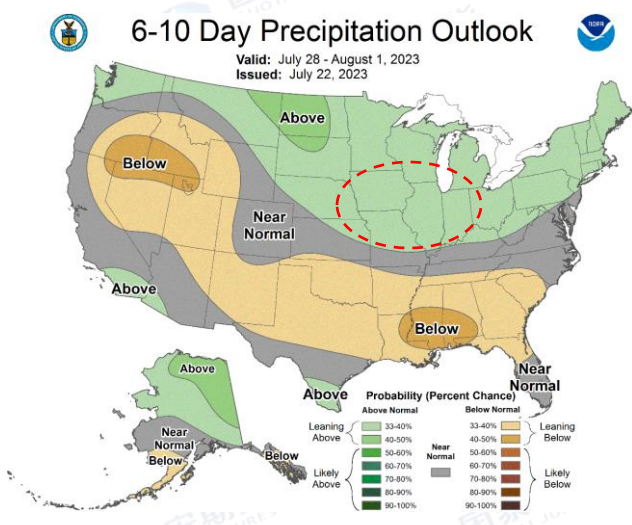 6-10 Day Precipitation Outlook
Valid: July 28 - August 1, 2023
Issued: July 22, 2023
NOAA
Above
Below
Near
Normal
Above
Below
Near
Normal
Above
Above
Near
Normal
Below
Below
Probability (Percent Chance)
Above Normal
Below Normal
Leaning
Above
33-40%
40-50%
Likely
Above
50-60%
60-70%
70-80%
80-90%
90-100%
Near
Normal
33-40%
40-50%
Leaning
Below
50-60%
60-70%
70-80%
80-90%
90-100%
Likely
Below